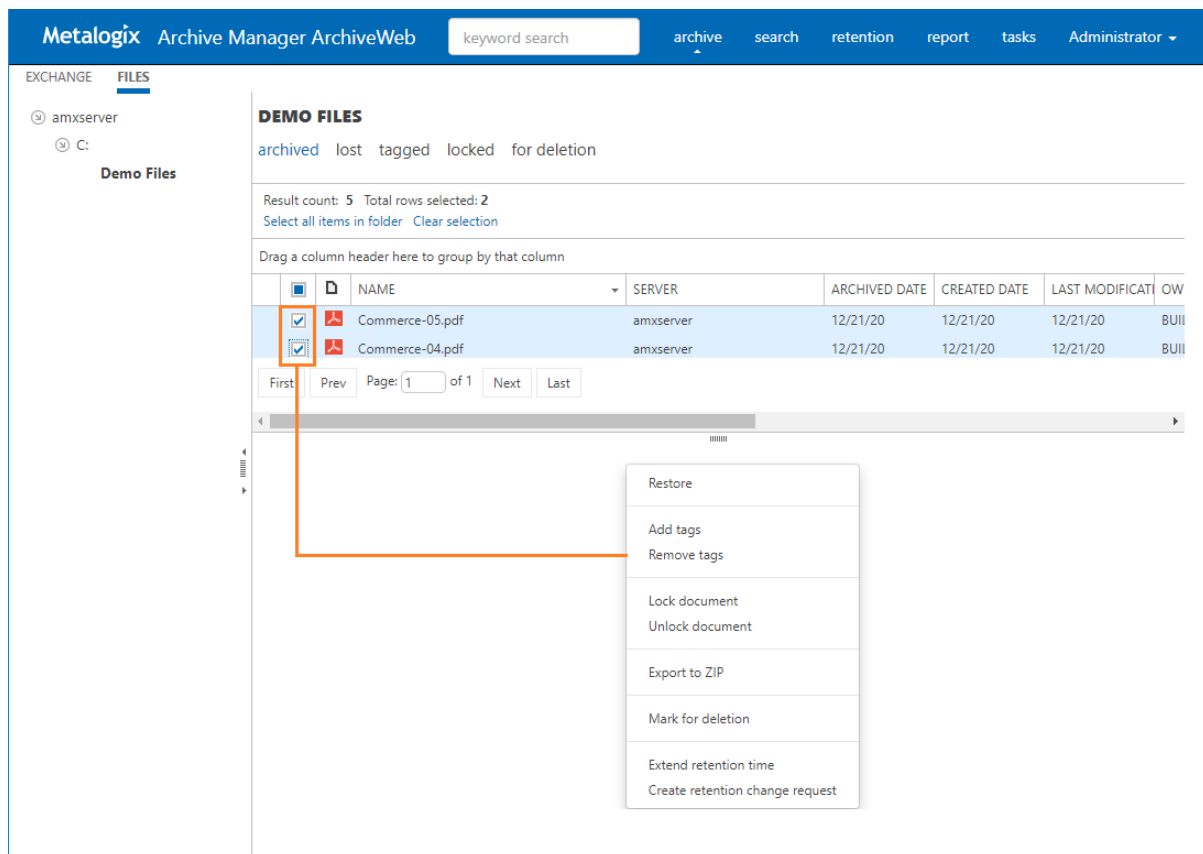 Metalogix Archive Manager ArchiveWeb keyword search archive search retention report tasks Administrator
EXCHANGE FILES
amxserver
C:
Demo Files
DEMO FILES
archived lost tagged locked for deletion
Result count: 5 Total rows selected: 2
Select all items in folder Clear selection
Drag a column header here to group by that column
NAME SERVER ARCHIVED DATE CREATED DATE LAST MODIFICATI OW
Commerce-05.pdf amxserver 12/21/20 12/21/20 12/21/20 BUI
Commerce-04.pdf amxserver 12/21/20 12/21/20 12/21/20 BUI
First Prev Page: 1 of 1 Next Last
Restore
Add tags
Remove tags
Lock document
Unlock document
Export to ZIP
Mark for deletion
Extend retention time
Create retention change request